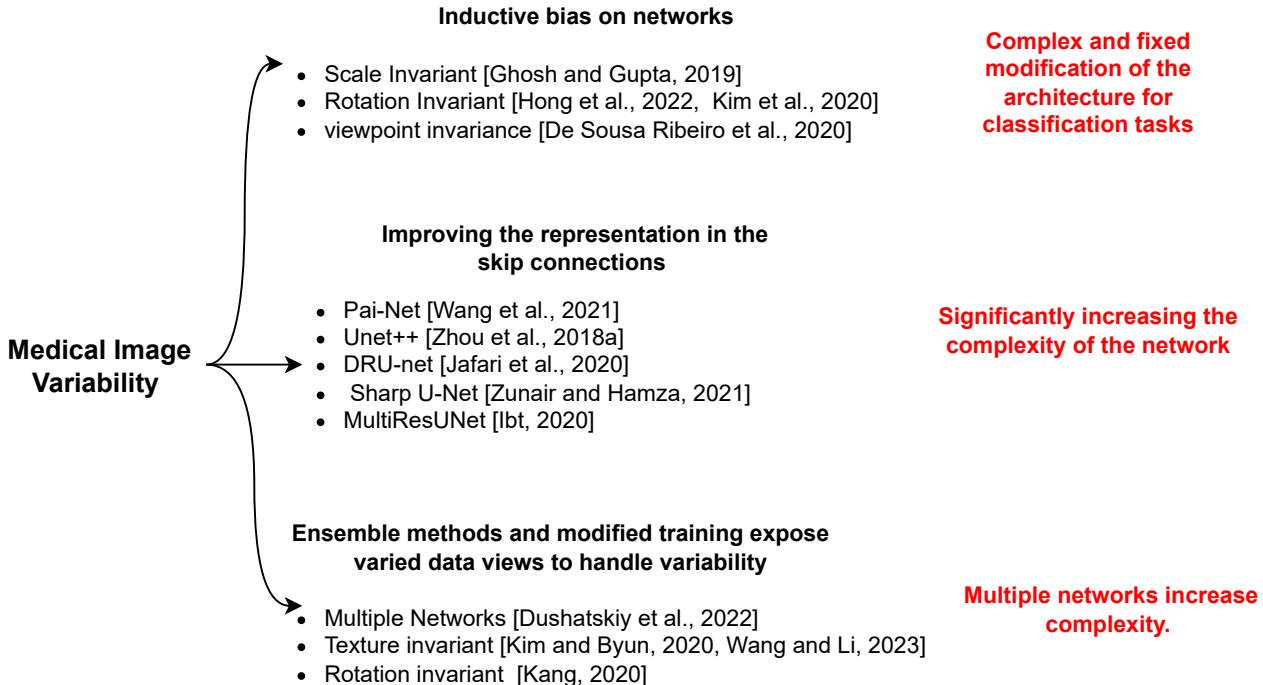 Inductive bias on networks
• Scale Invariant [Ghosh and Gupta, 2019]
• Rotation Invariant [Hong et al., 2022,  Kim et al., 2020]
• viewpoint invariance [De Sousa Ribeiro et al., 2020]
Complex and fixed
modification of the
architecture for
classification tasks
Improving the representation in the
skip connections
• Pai-Net [Wang et al., 2021]
• Unet++ [Zhou et al., 2018a]
• DRU-net [Jafari et al., 2020]
• Sharp U-Net [Zunair and Hamza, 2021]
• MultiResUNet [Ibt, 2020]
Significantly increasing the
complexity of the network
Medical Image
Variability
Ensemble methods and modified training expose
varied data views to handle variability
• Multiple Networks [Dushatskiy et al., 2022]
• Texture invariant [Kim and Byun, 2020, Wang and Li, 2023]
• Rotation invariant  [Kang, 2020]
Multiple networks increase
complexity.